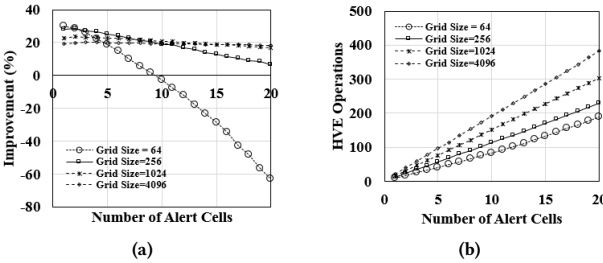 60
40
20
0
-20
-40
-60
-80
0
5
10
15
20
Improvement (%)
Grid Size = 64
Grid Size=256
Grid Size=1024
Grid Size=4096
Number of Alert Cells
(a)
500
400
300
200
100
0
0
5
10
15
20
HVE Operations
Grid Size = 64
Grid Size=256
Grid Size=1024
Grid Size=4096
Number of Alert Cells
(b)